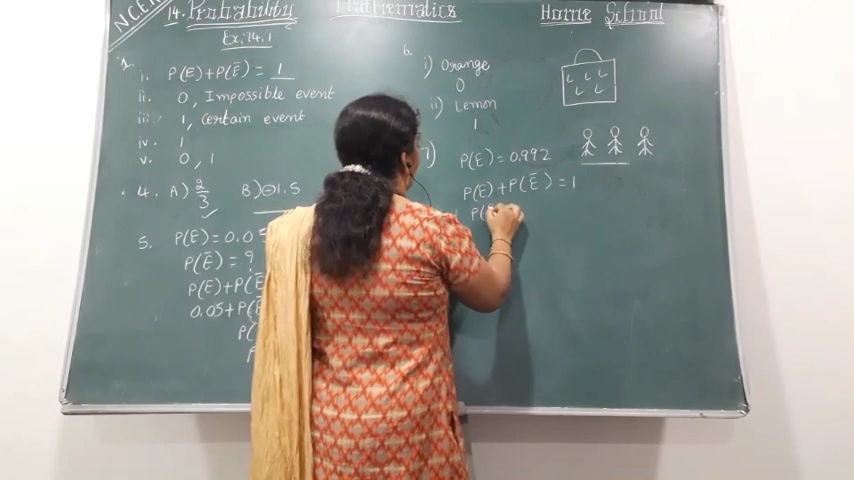 NCER
14. Probability
Mathematics
Home School
Ex: 14.1
1.
i. P(E)+P(Ē) = 1
ii. 0, Impossible event
iii. 1, Certain event
iv. 1
v. 0, 1
4. A) 2/3 B) -1.5
5. P(E) = 0.05
P(Ē) = ?
P(E)+P(Ē
0.05+P(Ē
P(
P
6.
i) Orange
0
ii) Lemon
1
L L L
L L
7) P(E) = 0.992
P(E)+P(Ē) = 1
P(